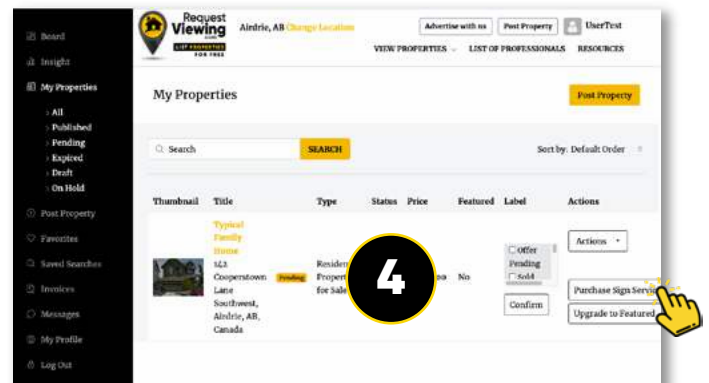 Board
Insight
My Properties
› All
› Published
› Pending
› Expired
› Draft
› On Hold
Post Property
Favorites
Saved Searches
Invoices
Messages
My Profile
Log Out
Request
Viewing
LIST PROPERTIES
FOR FREE
Airdrie, AB Change Location
Advertise with us
Post Property
UserTest
VIEW PROPERTIES
LIST OF PROFESSIONALS
RESOURCES
My Properties
Post Property
Search
SEARCH
Sort by: Default Order
Thumbnail Title Type Status Price Featured Label Actions
Typical
Family
Home
142
Cooperstown
Lane
Southwest,
Airdrie, AB,
Canada
Pending
Residen
Propert
for Sale
4
No
Offer
Pending
Sold
Confirm
Actions
Purchase Sign Servic
Upgrade to Featured